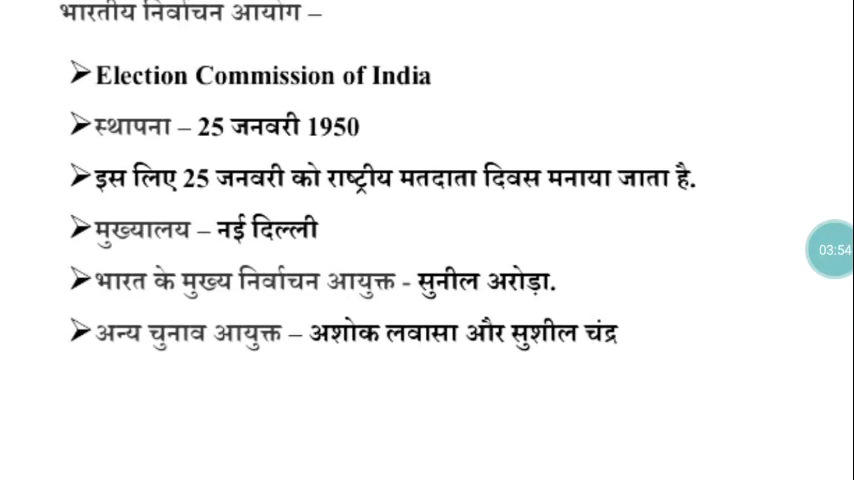 भारतीय निर्वाचन आयोग –
➢Election Commission of India
➢स्थापना – 25 जनवरी 1950
➢इस लिए 25 जनवरी को राष्ट्रीय मतदाता दिवस मनाया जाता है.
➢मुख्यालय – नई दिल्ली
03:54
➢भारत के मुख्य निर्वाचन आयुक्त - सुनील अरोड़ा.
➢अन्य चुनाव आयुक्त – अशोक लवासा और सुशील चंद्र